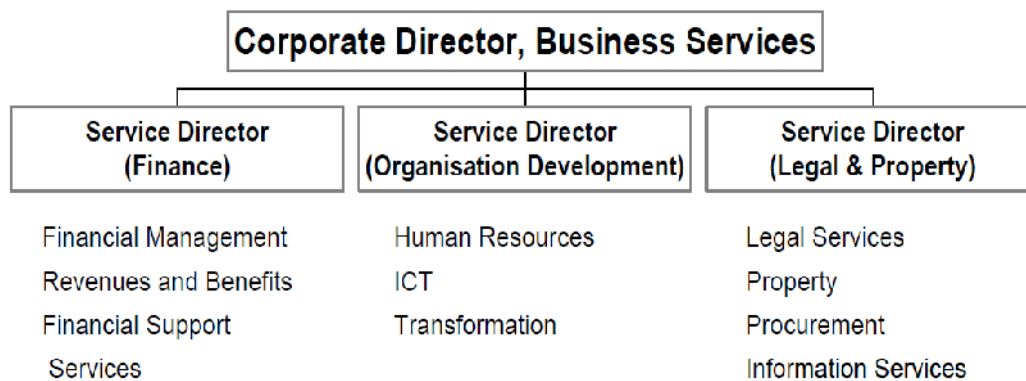 Corporate Director, Business Services
Service Director
(Finance)
Service Director
(Organisation Development)
Service Director
(Legal & Property)
Financial Management
Revenues and Benefits
Financial Support
Services
Human Resources
ICT
Transformation
Legal Services
Property
Procurement
Information Services